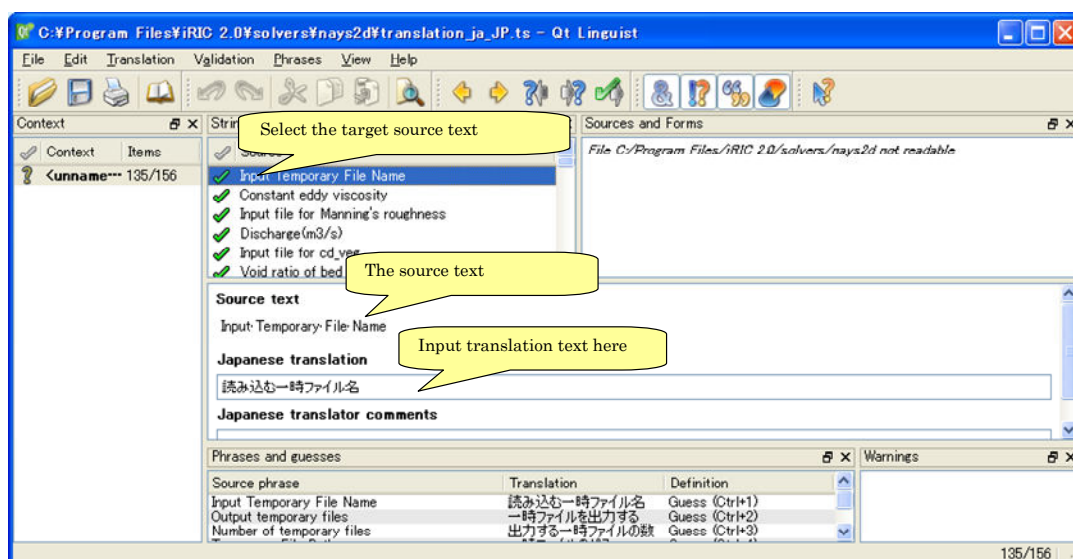 C:¥Program Files¥iRIC 2.0¥solvers¥nays2d¥translation_ja_JP.ts - Qt Linguist
File Edit Translation Validation Phrases View Help
Context
Strin
Sources and Forms
Select the target source text
Context Items
File C:/Program Files/iRIC 2.0/solvers/nays2d not readable
<unname… 135/156
Input Temporary File Name
Constant eddy viscosity
Input file for Manning's roughness
Discharge(m3/s)
Input file for cd_veg
Void ratio of bed
The source text
Source text
Input·Temporary·File·Name
Input translation text here
Japanese translation
読み込む一時ファイル名
Japanese translator comments
Phrases and guesses
Warnings
Source phrase Translation Definition
Input Temporary File Name 読み込む一時ファイル名 Guess (Ctrl+1)
Output temporary files 一時ファイルを出力する Guess (Ctrl+2)
Number of temporary files 出力する一時ファイルの数 Guess (Ctrl+3)
135/156